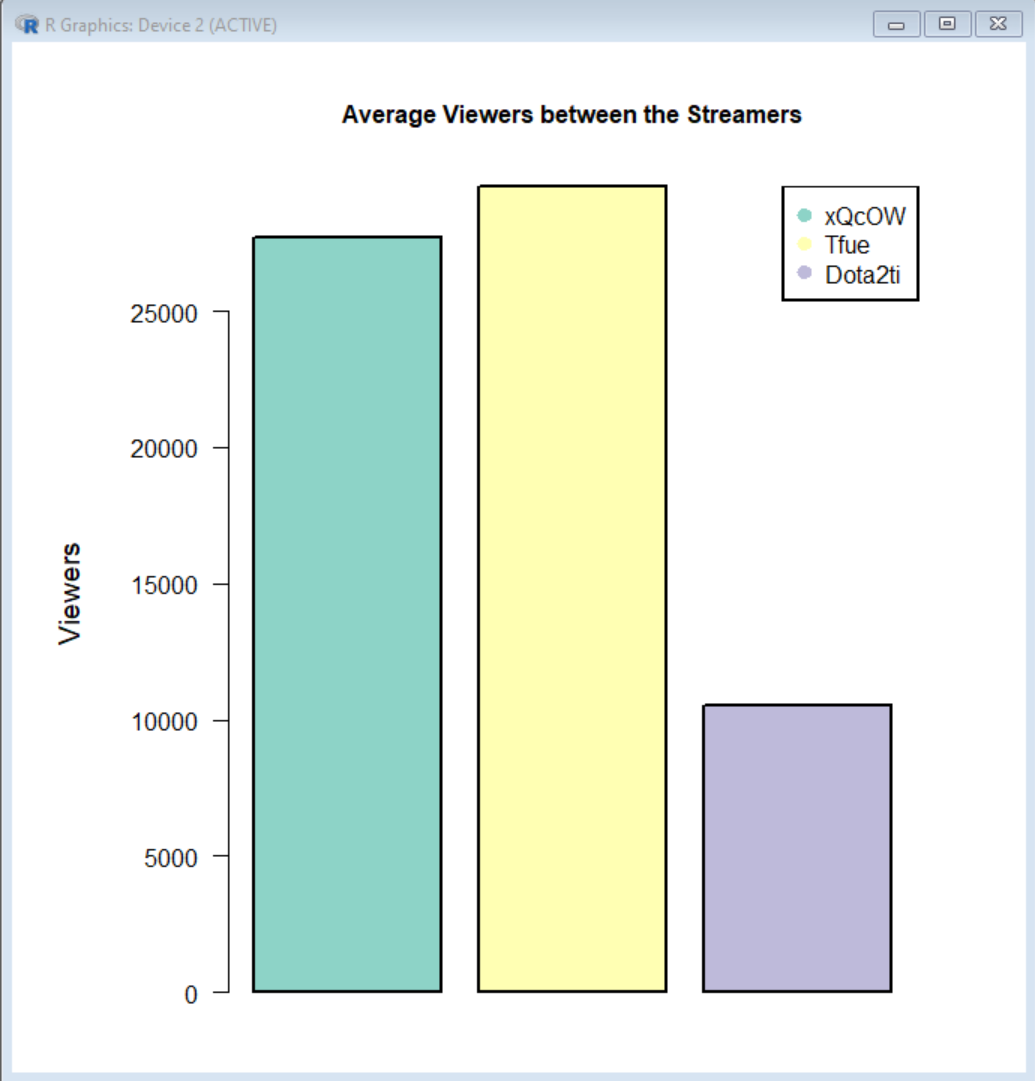 R Graphics: Device 2 (ACTIVE)
Average Viewers between the Streamers
xQcOW
Tfue
Dota2ti
Viewers
25000
20000
15000
10000
5000
0